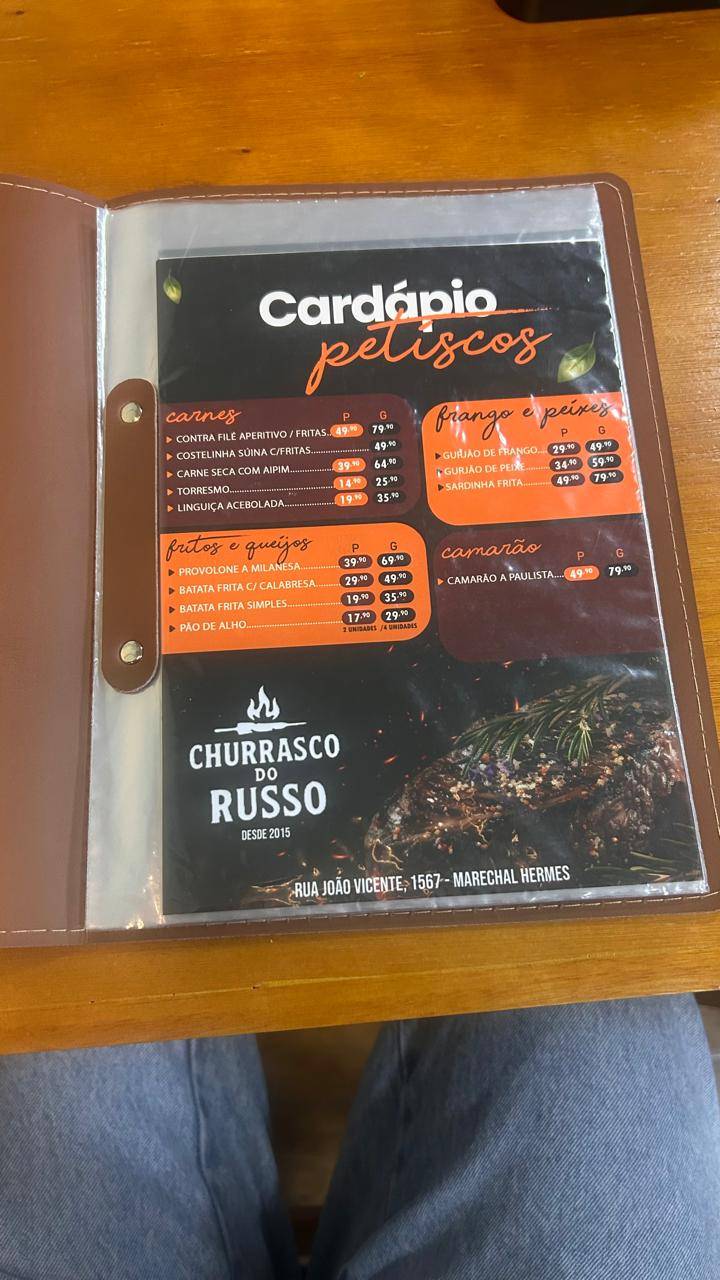 Cardápio
petiscos
carnes P G
CONTRA FILÉ APERITIVO / FRITAS.. 49,90 79,90
COSTELINHA SÚINA C/FRITAS 49,90
CARNE SECA COM AIPIM 39,90 64,90
TORRESMO 14,90 25,90
LINGUIÇA ACEBOLADA 19,90 35,90
frango e peixes
P G
GURJÃO DE FRANGO 29,90 49,90
GURJÃO DE PEIXE 34,90 59,90
SARDINHA FRITA 49,90 79,90
fritos e queijos P G
PROVOLONE A MILANESA 39,90 69,90
BATATA FRITA C/ CALABRESA 29,90 49,90
BATATA FRITA SIMPLES 19,90 35,90
PÃO DE ALHO 17,90 29,90
2 UNIDADES / 4 UNIDADES
camarão
P G
CAMARÃO A PAULISTA 49,90 79,90
CHURRASCO
DO
RUSSO
DESDE 2015
RUA JOÃO VICENTE, 1567 - MARECHAL HERMES